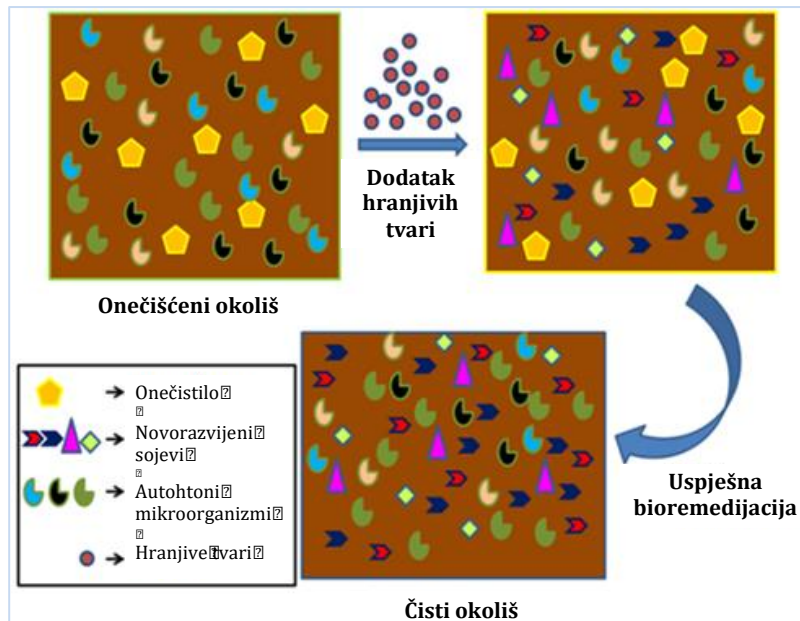 Dodatak
hranjivih
tvari
Onečišćeni okoliš
Onečistilo
Novorazvijeni
sojevi
Autohtoni
mikroorganizmi
Hranjive tvari
Uspješna
bioremedijacija
Čisti okoliš